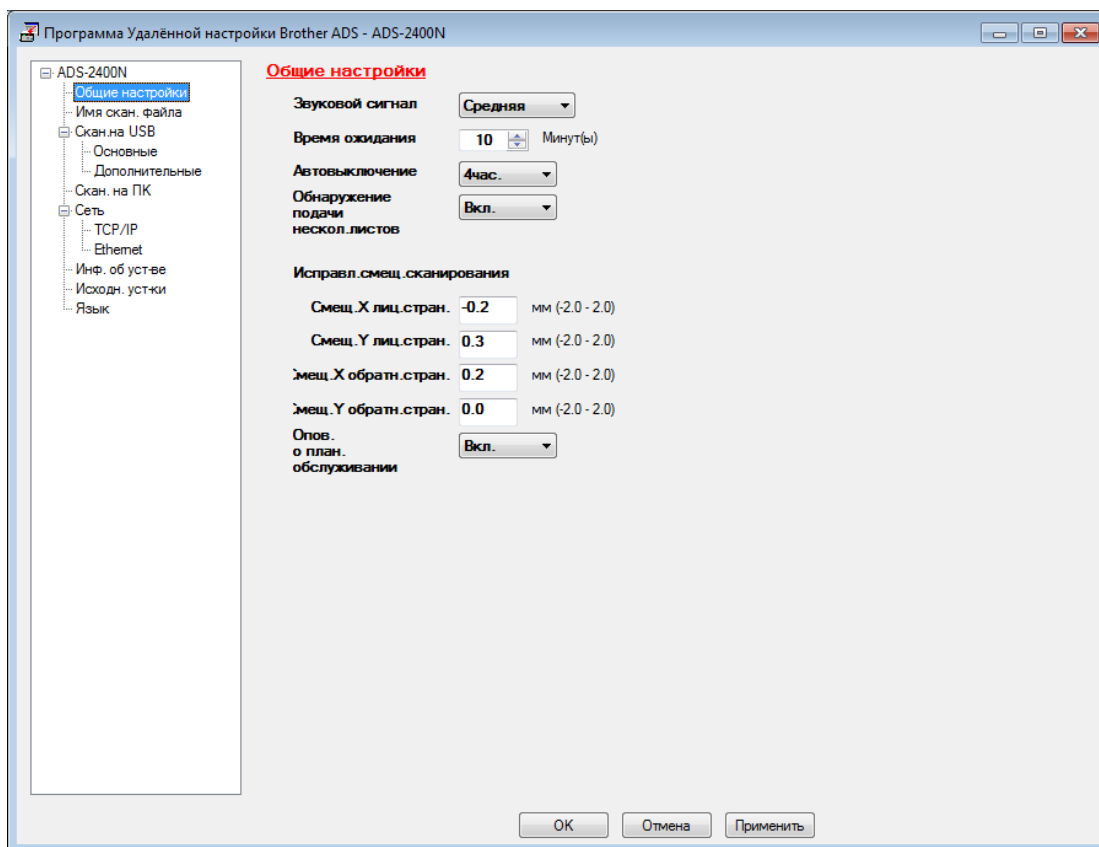 Программа Удалённой настройки Brother ADS - ADS-2400N
ADS-2400N
Общие настройки
Имя скан. файла
Скан.на USB
Основные
Дополнительные
Скан. на ПК
Сеть
TCP/IP
Ethernet
Инф. об уст-ве
Исходн. уст-ки
Язык
Общие настройки
Звуковой сигнал Средняя
Время ожидания 10 Минут(ы)
Автовыключение 4час.
Обнаружение
подачи
нескол.листов
Вкл.
Исправл.смещ.сканирования
Смещ.X лиц.стран. -0.2 мм (-2.0 - 2.0)
Смещ.Y лиц.стран. 0.3 мм (-2.0 - 2.0)
Смещ.X обратн.стран. 0.2 мм (-2.0 - 2.0)
Смещ.Y обратн.стран. 0.0 мм (-2.0 - 2.0)
Опов.
о план.
обслуживании
Вкл.
OK Отмена Применить